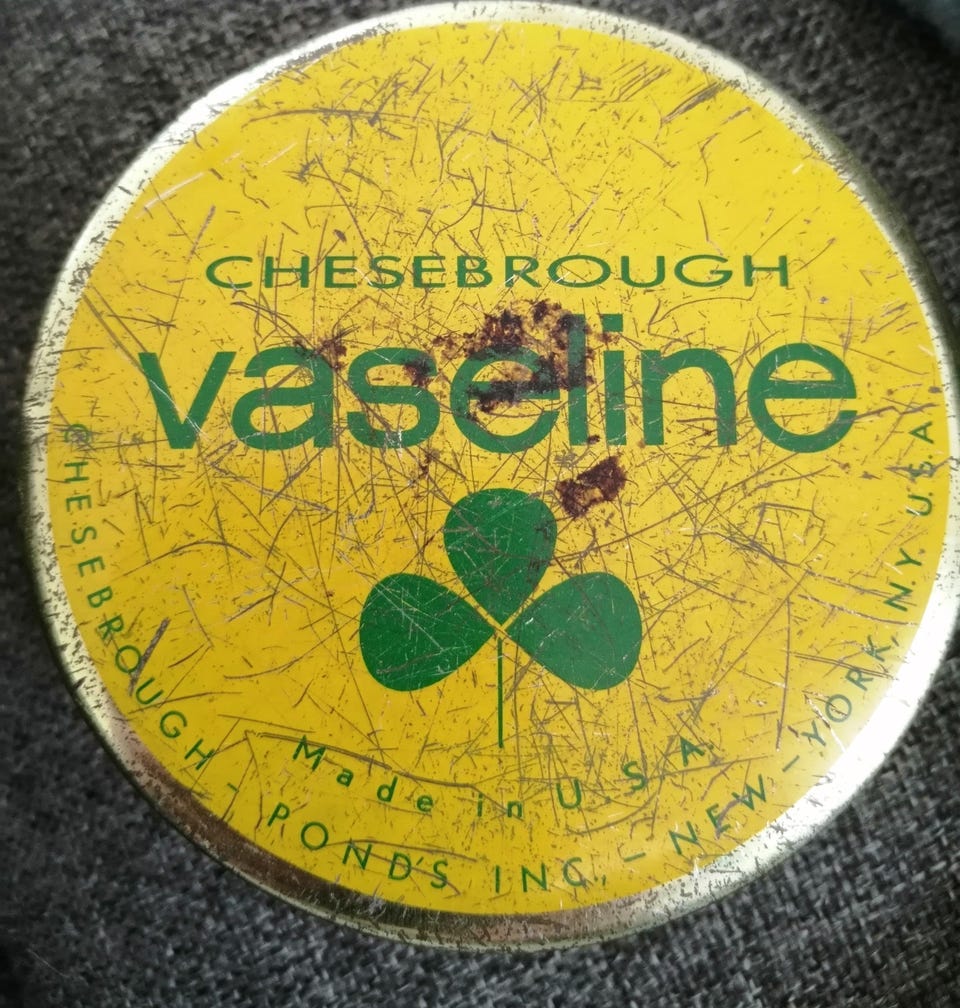 CHESEBROUGH
vaseline
Made in U.S.A.
CHESEBROUGH - POND'S INC. - NEW - YORK, N.Y. U.S.A.